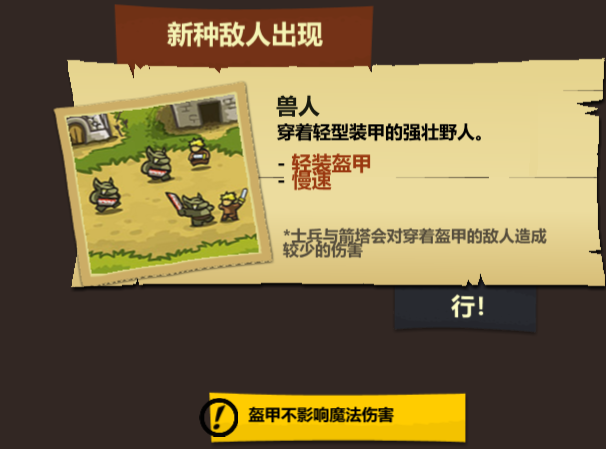 新种敌人出现
兽人
穿着轻型装甲的强壮野人。
- 轻装盔甲
- 慢速
*士兵与箭塔会对穿着盔甲的敌人造成
较少的伤害
行!
盔甲不影响魔法伤害